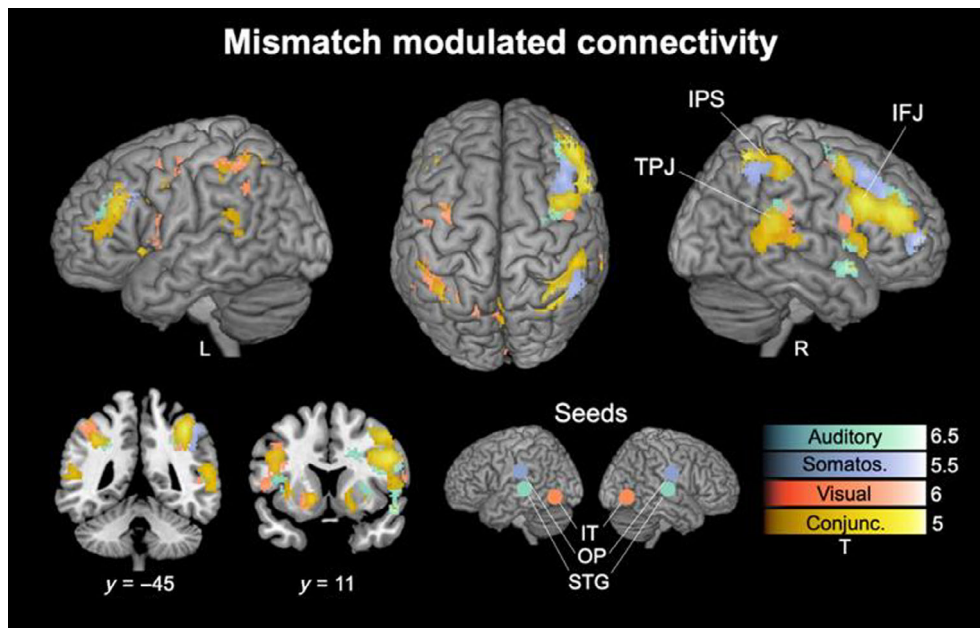 Mismatch modulated connectivity
IPS
IFJ
TPJ
L
R
Seeds
IT
OP
STG
Auditory 6.5
Somatos. 5.5
Visual 6
Conjunc. 5
T
y = −45
y = 11